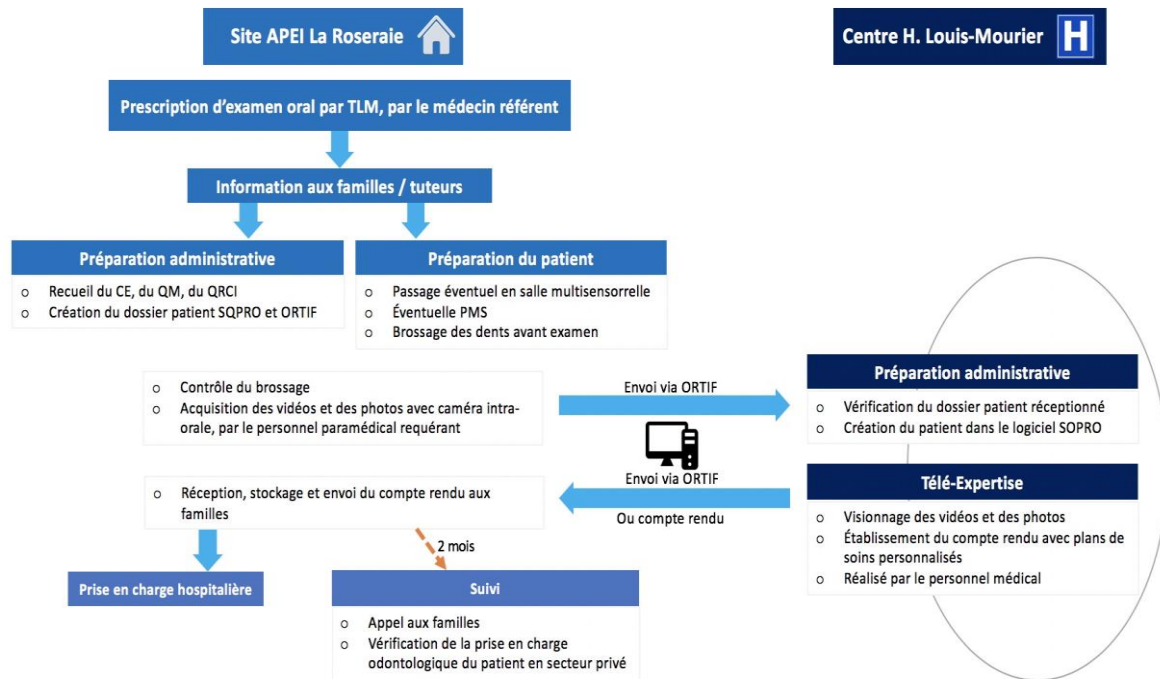 Site APEI La Roseraie
Centre H. Louis-Mourier
H
Prescription d'examen oral par TLM, par le médecin référent
Information aux familles / tuteurs
Préparation administrative
o Recueil du CE, du QM, du QRCI
o Création du dossier patient SQPRO et ORTIF
Préparation du patient
o Passage éventuel en salle multisensorrelle
o Éventuelle PMS
o Brossage des dents avant examen
o Contrôle du brossage
o Acquisition des vidéos et des photos avec caméra intra-
orale, par le personnel paramédical requérant
Envoi via ORTIF
Préparation administrative
o Vérification du dossier patient réceptionné
o Création du patient dans le logiciel SOPRO
Télé-Expertise
o Visionnage des vidéos et des photos
o Établissement du compte rendu avec plans de
soins personnalisés
o Réalisé par le personnel médical
Envoi via ORTIF
Ou compte rendu
o Réception, stockage et envoi du compte rendu aux
familles
2 mois
Prise en charge hospitalière
Suivi
o Appel aux familles
o Vérification de la prise en charge
odontologique du patient en secteur privé